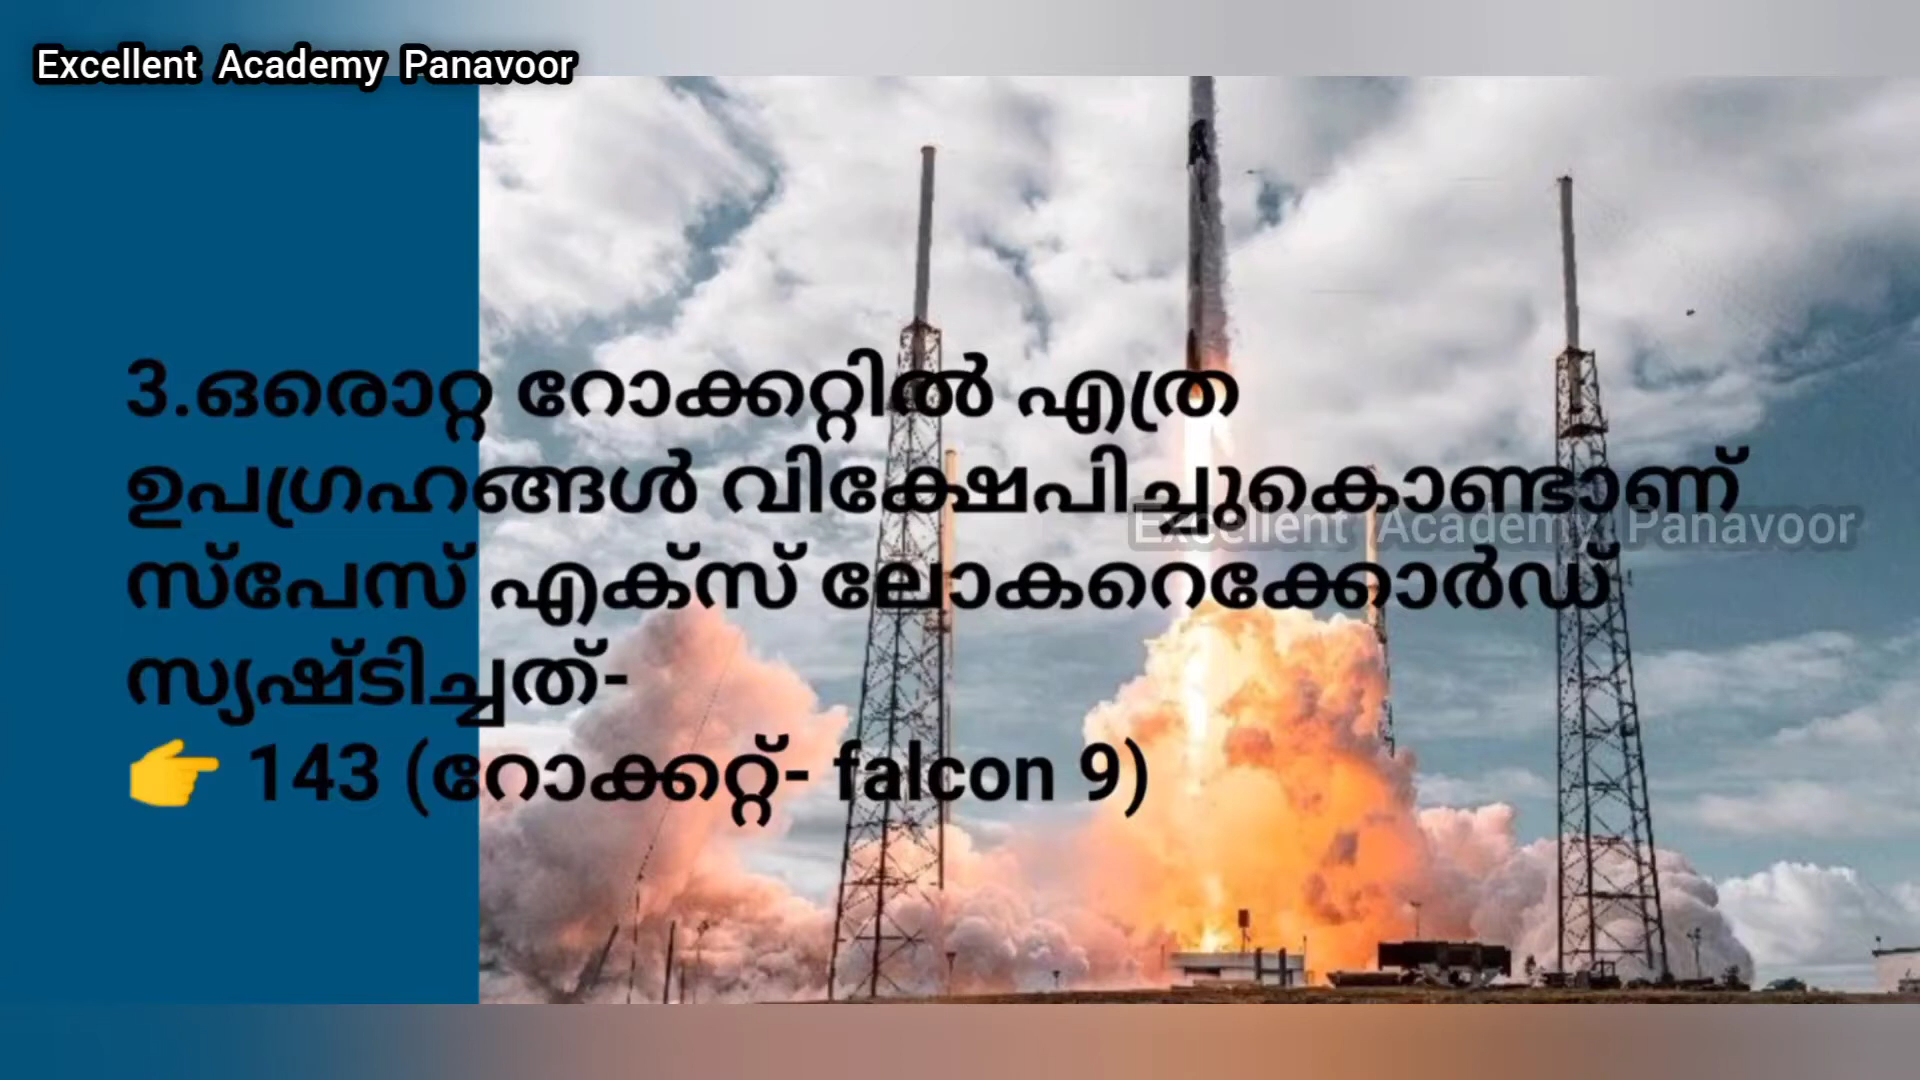 Excellent Academy Panavoor
3.ഒരൊറ്റ റോക്കറ്റിൽ എത്ര
ഉപഗ്രഹങ്ങൾ വിക്ഷേപിച്ചുകൊണ്ടാണ്
Excellent Academy Panavoor
സ്പേസ് എക്സ് ലോകറെക്കോർഡ്
സ്യഷ്ടിച്ചത്-
👉 143 (റോക്കറ്റ്- falcon 9)